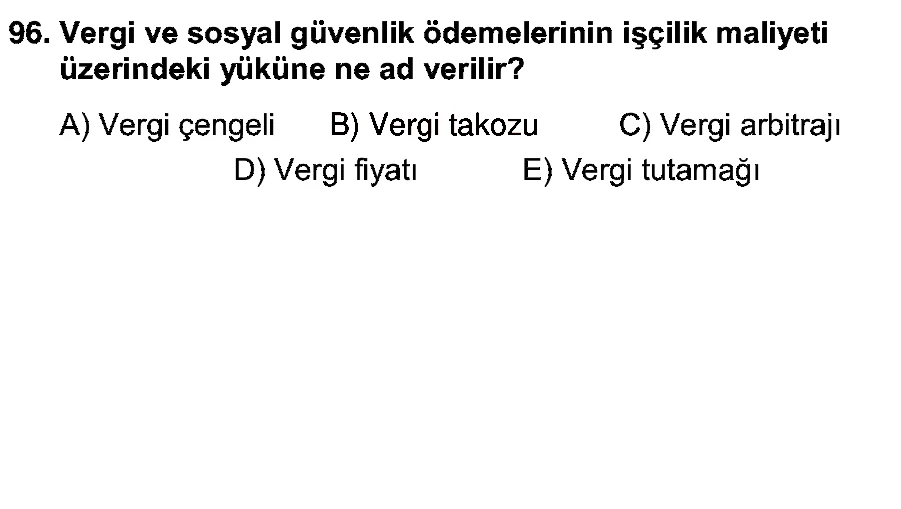 96. Vergi ve sosyal güvenlik ödemelerinin işçilik maliyeti
üzerindeki yüküne ne ad verilir?
A) Vergi çengeli B) Vergi takozu C) Vergi arbitrajı
D) Vergi fiyatı E) Vergi tutamağı